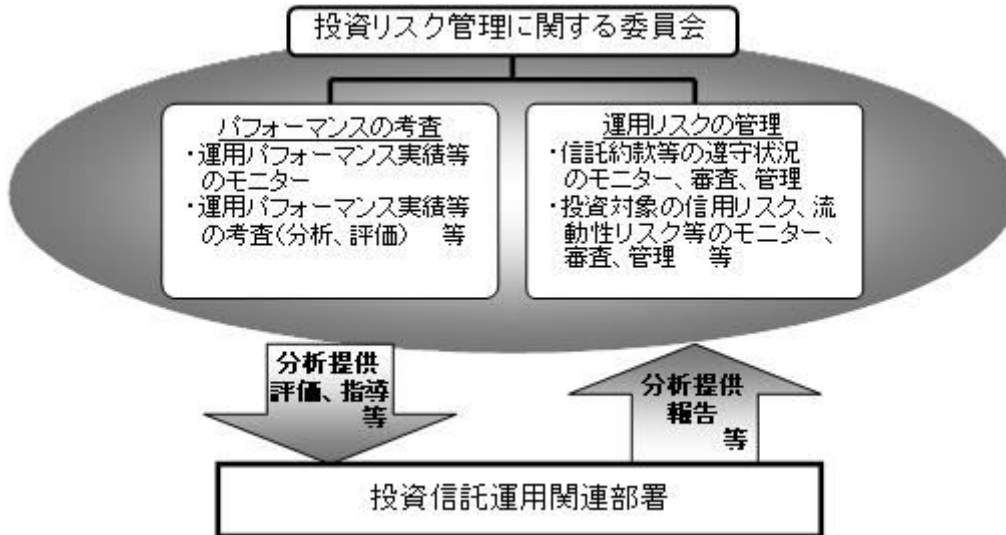 投資リスク管理に関する委員会
パフォーマンスの考査
・運用パフォーマンス実績等
のモニター
・運用パフォーマンス実績等
の考査(分析、評価)　等
運用リスクの管理
・信託約款等の遵守状況
のモニター、審査、管理
・投資対象の信用リスク、流
動性リスク等のモニター、
審査、管理　等
分析提供
評価、指導
等
分析提供
報告
等
投資信託運用関連部署